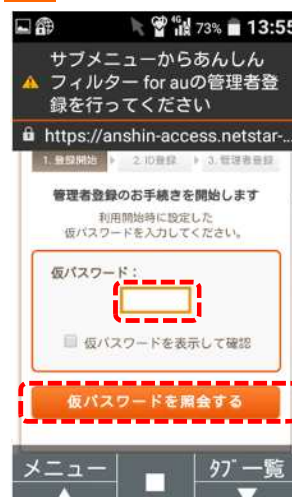 4G 73% 13:55
サブメニューからあんしん
フィルター for auの管理者登
録を行ってください
https://anshin-access.netstar-...
1. 登録開始 2. ID登録 3. 管理者登録
管理者登録のお手続きを開始します
利用開始時に設定した
仮パスワードを入力してください。
仮パスワード：
仮パスワードを表示して確認
仮パスワードを照会する
メニュー ﾀﾌﾞ一覧